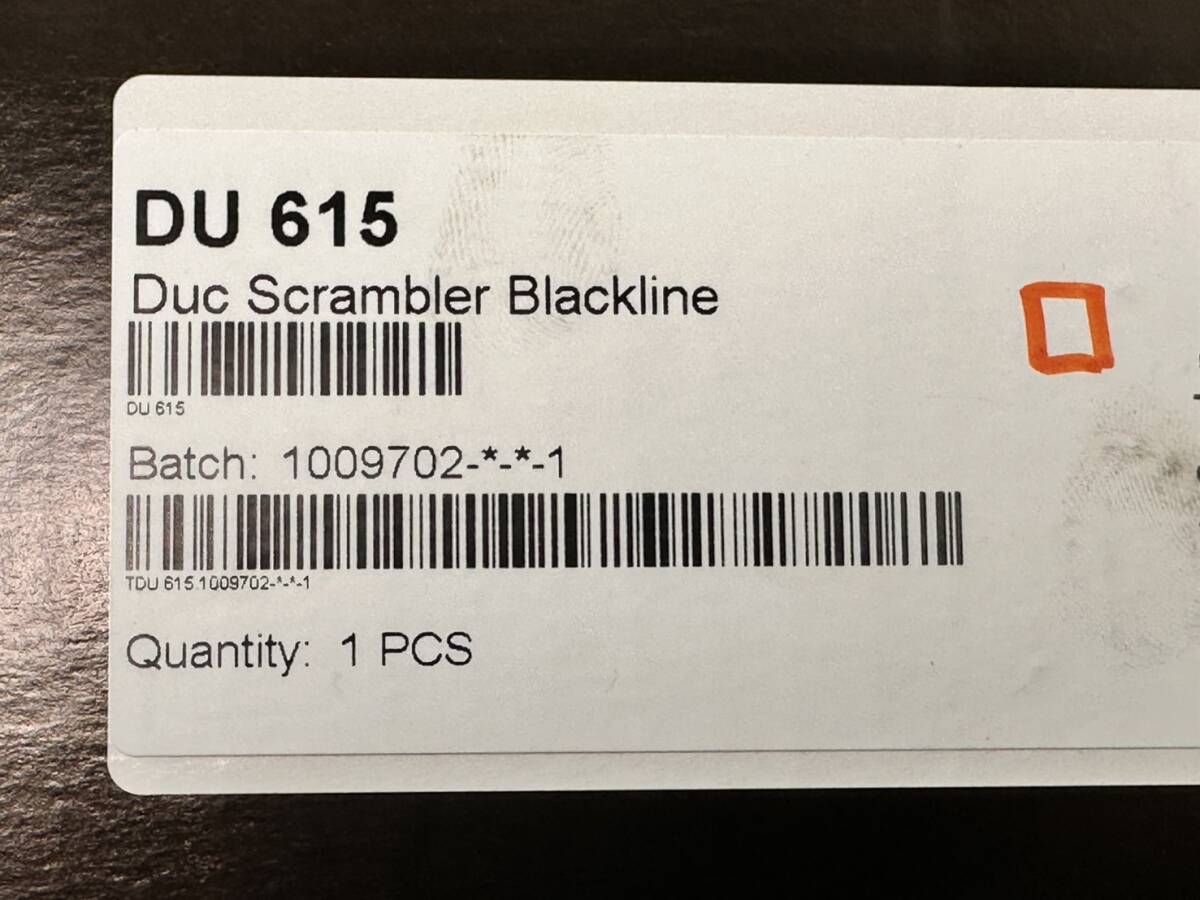 DU 615
Duc Scrambler Blackline
DU 615
Batch: 1009702-*-*-1
TDU 615.1009702-*-*-1
Quantity: 1 PCS